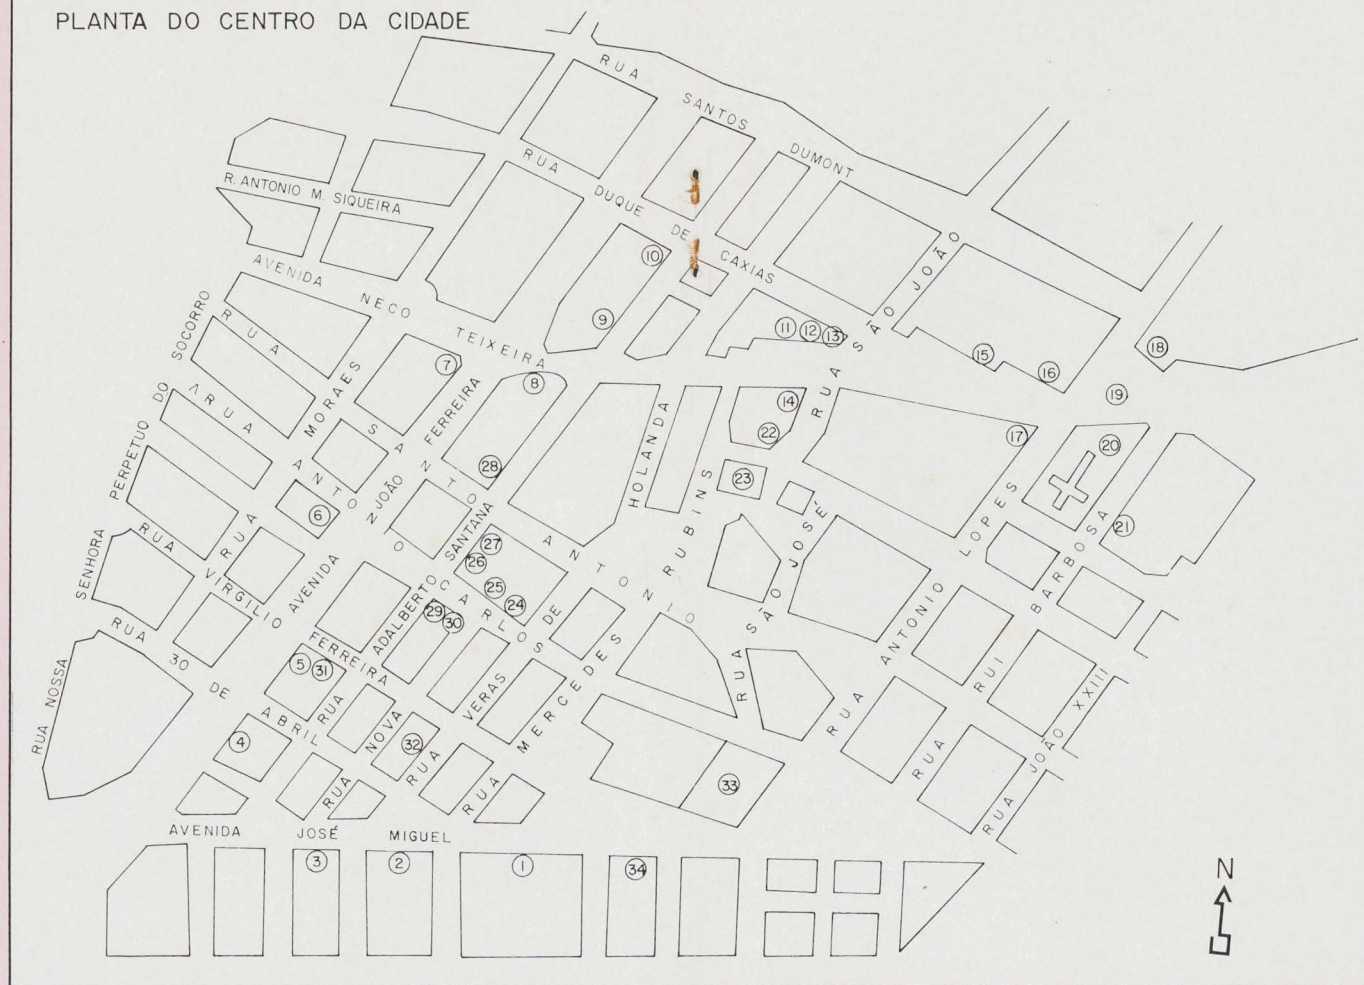 PLANTA DO CENTRO DA CIDADE
RUA SANTOS DUMONT
RUA DUQUE DE CAXIAS
R. ANTONIO M. SIQUEIRA
AVENIDA NECO TEIXEIRA
RUA SÃO JOÃO
RUA NOSSA SENHORA PERPETUO DO SOCORRO
RUA
RUA A
AVENIDA MORAES
RUA SANTO ANTONIO
JOÃO FERREIRA
HOLANDA
RUBINS
RUA SÃO JOSÉ
RUA ANTONIO LOPES
RUA RUI BARBOSA
RUA JOÃO XXIII
ANTONIO CARLOS
RUA VIRGILIO FERREIRA
RUA 30 DE ABRIL
RUA ADALBERTO SANTANA
RUA NOVA
RUA VERAS
RUA MERCEDES DE
AVENIDA JOSÉ MIGUEL
10
9
11
12
13
15
16
18
19
7
8
14
22
17
20
28
23
21
6
27
26
25
24
29
30
5
31
4
32
33
3
2
1
34
N